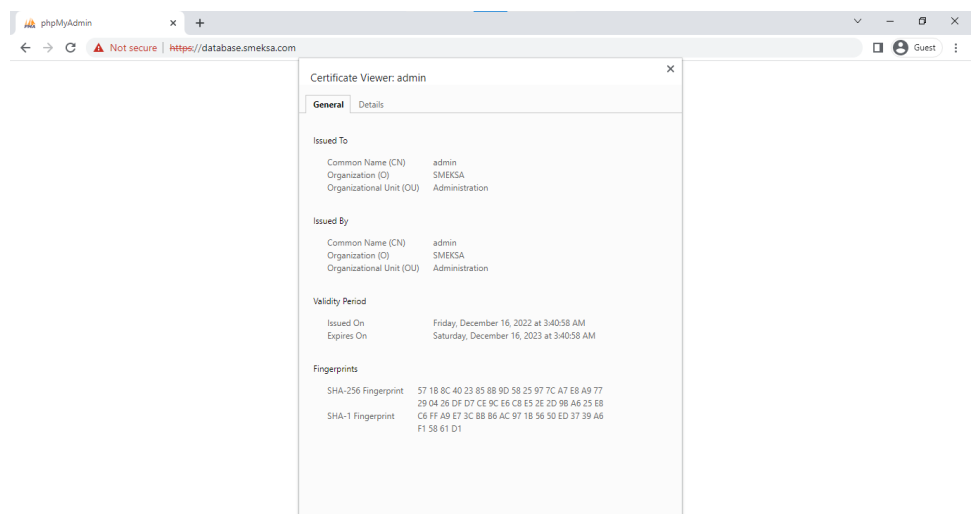 phpMyAdmin
Not secure | https://database.smeksa.com
Guest
Certificate Viewer: admin
General Details
Issued To
Common Name (CN) admin
Organization (O) SMEKSA
Organizational Unit (OU) Administration
Issued By
Common Name (CN) admin
Organization (O) SMEKSA
Organizational Unit (OU) Administration
Validity Period
Issued On Friday, December 16, 2022 at 3:40:58 AM
Expires On Saturday, December 16, 2023 at 3:40:58 AM
Fingerprints
SHA-256 Fingerprint 57 1B 8C 40 23 85 8B 9D 58 25 97 7C A7 E8 A9 77
29 04 26 DF D7 CE 9C E6 C8 E5 2E 2D 9B A6 25 E8
SHA-1 Fingerprint C6 FF A9 E7 3C BB B6 AC 97 1B 56 50 ED 37 39 A6
F1 58 61 D1